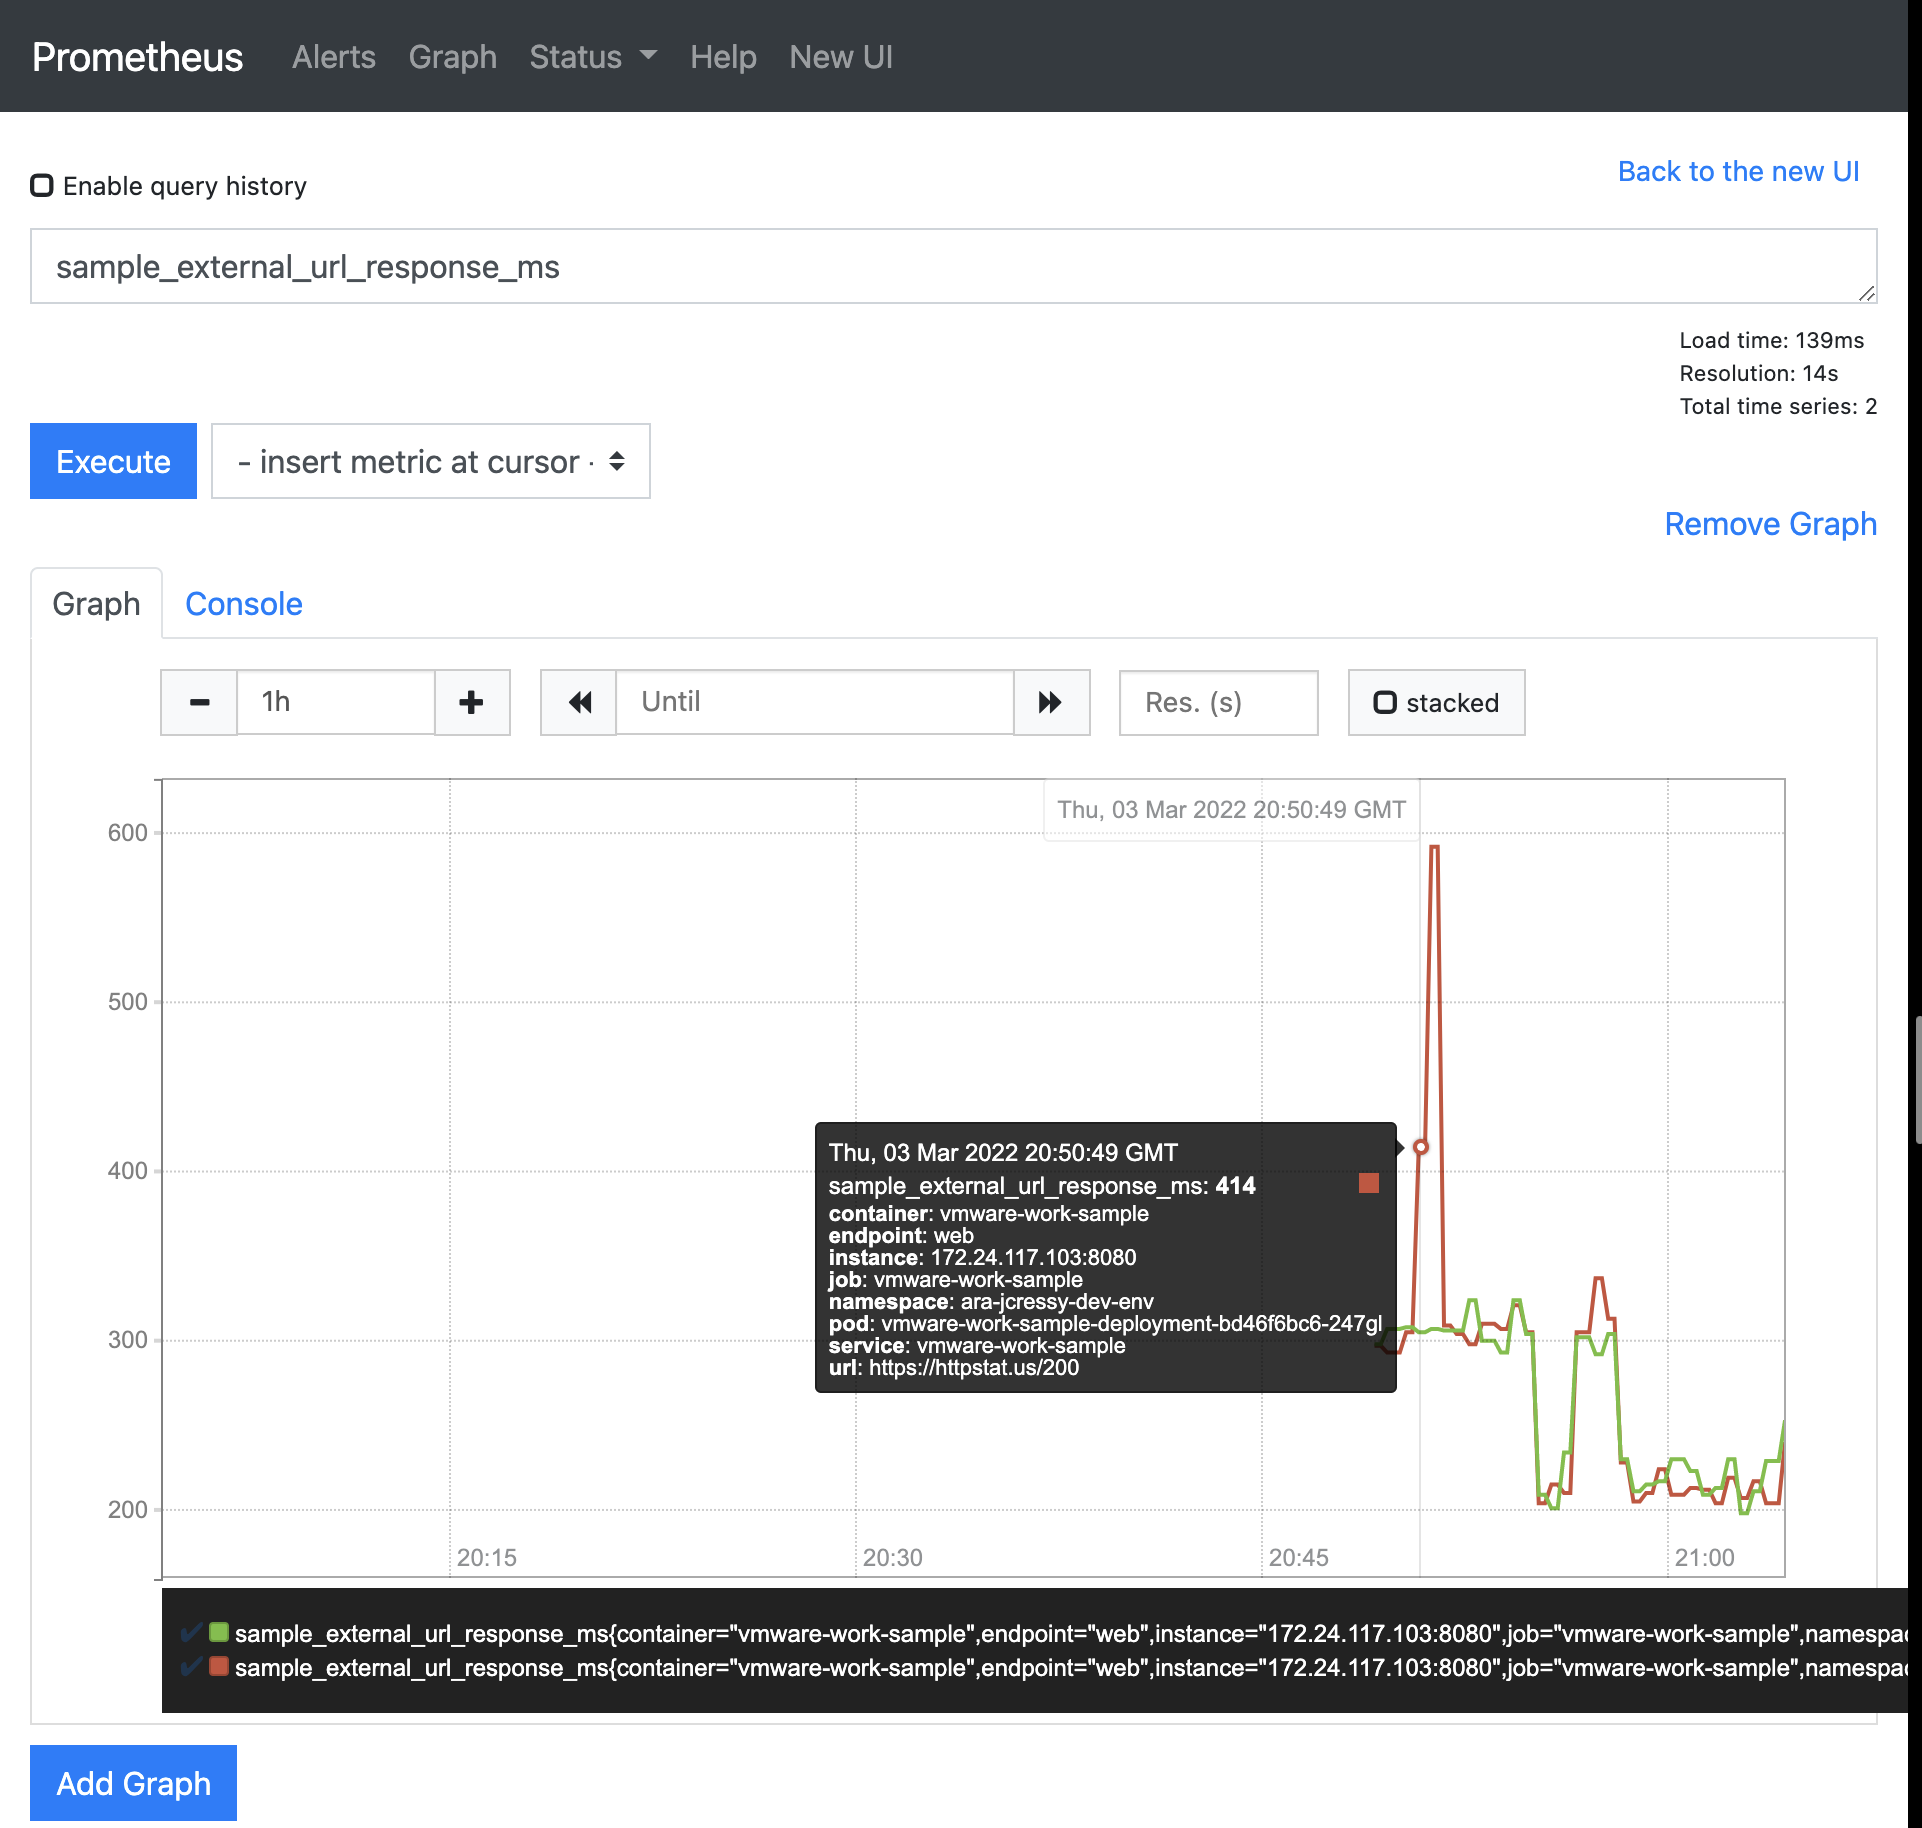 Prometheus Alerts Graph Status Help New UI
Back to the new UI
Enable query history
sample_external_url_response_ms
Load time: 139ms
Resolution: 14s
Total time series: 2
Execute - insert metric at cursor -
Remove Graph
Graph Console
1h Until Res. (s) stacked
Thu, 03 Mar 2022 20:50:49 GMT
600
500
400
300
200
Thu, 03 Mar 2022 20:50:49 GMT
sample_external_url_response_ms: 414
container: vmware-work-sample
endpoint: web
instance: 172.24.117.103:8080
job: vmware-work-sample
namespace: ara-jcressy-dev-env
pod: vmware-work-sample-deployment-bd46f6bc6-247gl
service: vmware-work-sample
url: https://httpstat.us/200
20:15 20:30 20:45 21:00
sample_external_url_response_ms{container="vmware-work-sample",endpoint="web",instance="172.24.117.103:8080",job="vmware-work-sample",namespac
sample_external_url_response_ms{container="vmware-work-sample",endpoint="web",instance="172.24.117.103:8080",job="vmware-work-sample",namespac
Add Graph